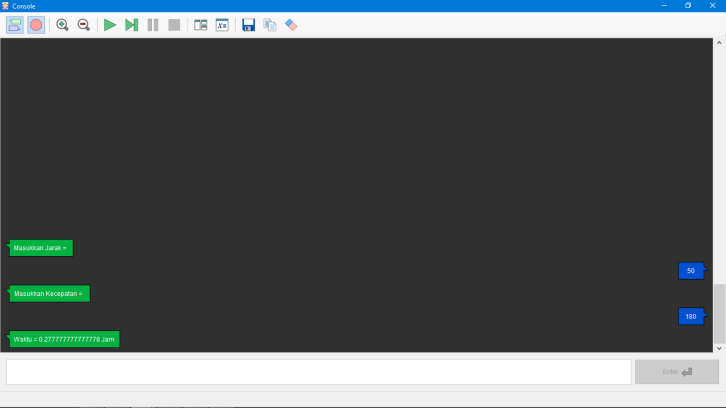 Console
Masukkan Jarak =
50
Masukkan Kecepatan =
180
Waktu = 0.277777777777778 Jam
Enter